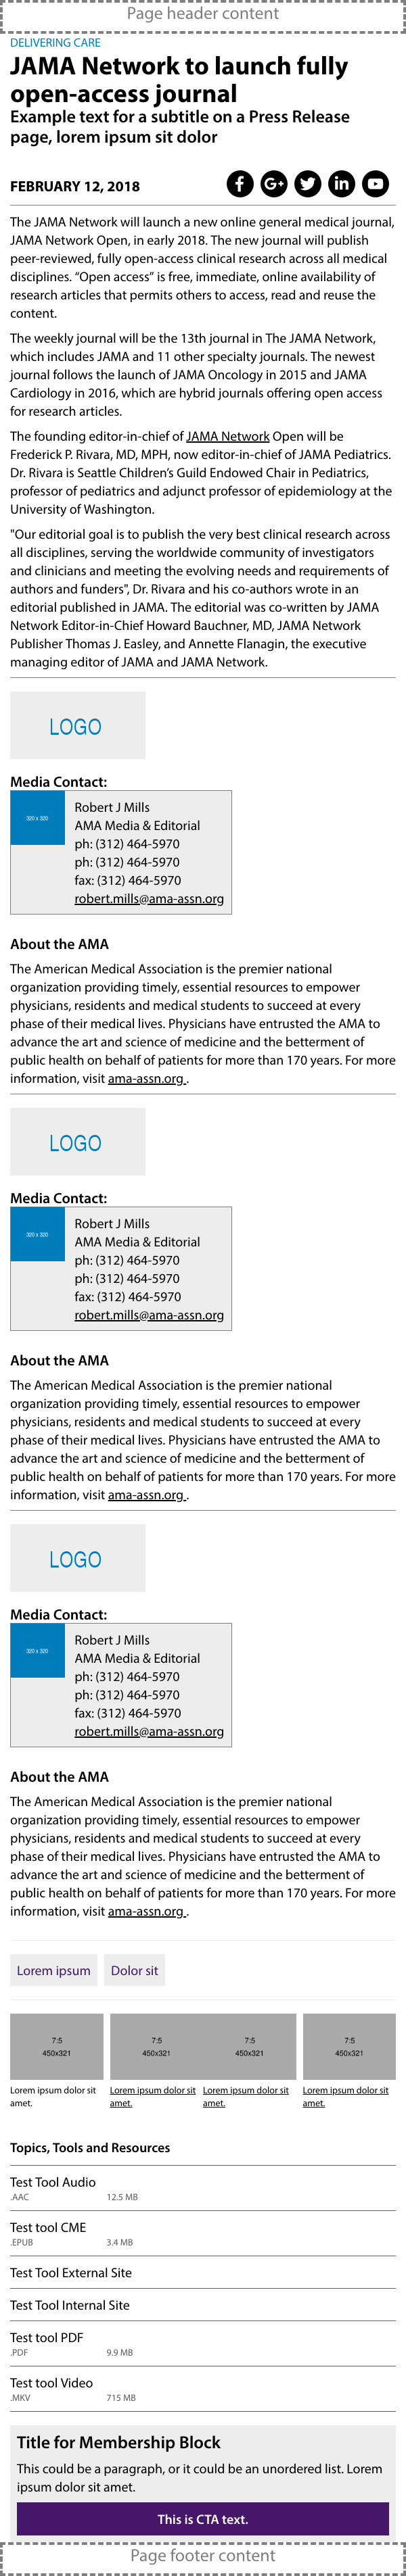 Page header content
DELIVERING CARE
JAMA Network to launch fully
open-access journal
Example text for a subtitle on a Press Release
page, lorem ipsum sit dolor
FEBRUARY 12, 2018
The JAMA Network will launch a new online general medical journal,
JAMA Network Open, in early 2018. The new journal will publish
peer-reviewed, fully open-access clinical research across all medical
disciplines. “Open access” is free, immediate, online availability of
research articles that permits others to access, read and reuse the
content.
The weekly journal will be the 13th journal in The JAMA Network,
which includes JAMA and 11 other specialty journals. The newest
journal follows the launch of JAMA Oncology in 2015 and JAMA
Cardiology in 2016, which are hybrid journals offering open access
for research articles.
The founding editor-in-chief of JAMA Network Open will be
Frederick P. Rivara, MD, MPH, now editor-in-chief of JAMA Pediatrics.
Dr. Rivara is Seattle Children’s Guild Endowed Chair in Pediatrics,
professor of pediatrics and adjunct professor of epidemiology at the
University of Washington.
"Our editorial goal is to publish the very best clinical research across
all disciplines, serving the worldwide community of investigators
and clinicians and meeting the evolving needs and requirements of
authors and funders", Dr. Rivara and his co-authors wrote in an
editorial published in JAMA. The editorial was co-written by JAMA
Network Editor-in-Chief Howard Bauchner, MD, JAMA Network
Publisher Thomas J. Easley, and Annette Flanagin, the executive
managing editor of JAMA and JAMA Network.
LOGO
Media Contact:
320 x 320
Robert J Mills
AMA Media & Editorial
ph: (312) 464-5970
ph: (312) 464-5970
fax: (312) 464-5970
robert.mills@ama-assn.org
About the AMA
The American Medical Association is the premier national
organization providing timely, essential resources to empower
physicians, residents and medical students to succeed at every
phase of their medical lives. Physicians have entrusted the AMA to
advance the art and science of medicine and the betterment of
public health on behalf of patients for more than 170 years. For more
information, visit ama-assn.org .
LOGO
Media Contact:
320 x 320
Robert J Mills
AMA Media & Editorial
ph: (312) 464-5970
ph: (312) 464-5970
fax: (312) 464-5970
robert.mills@ama-assn.org
About the AMA
The American Medical Association is the premier national
organization providing timely, essential resources to empower
physicians, residents and medical students to succeed at every
phase of their medical lives. Physicians have entrusted the AMA to
advance the art and science of medicine and the betterment of
public health on behalf of patients for more than 170 years. For more
information, visit ama-assn.org .
LOGO
Media Contact:
320 x 320
Robert J Mills
AMA Media & Editorial
ph: (312) 464-5970
ph: (312) 464-5970
fax: (312) 464-5970
robert.mills@ama-assn.org
About the AMA
The American Medical Association is the premier national
organization providing timely, essential resources to empower
physicians, residents and medical students to succeed at every
phase of their medical lives. Physicians have entrusted the AMA to
advance the art and science of medicine and the betterment of
public health on behalf of patients for more than 170 years. For more
information, visit ama-assn.org .
Lorem ipsum Dolor sit
7:5 7:5 7:5 7:5
450x321 450x321 450x321 450x321
Lorem ipsum dolor sit Lorem ipsum dolor sit Lorem ipsum dolor sit Lorem ipsum dolor sit
amet. amet. amet. amet.
Topics, Tools and Resources
Test Tool Audio
.AAC 12.5 MB
Test tool CME
.EPUB 3.4 MB
Test Tool External Site
Test Tool Internal Site
Test tool PDF
.PDF 9.9 MB
Test tool Video
.MKV 715 MB
Title for Membership Block
This could be a paragraph, or it could be an unordered list. Lorem
ipsum dolor sit amet.
This is CTA text.
Page footer content